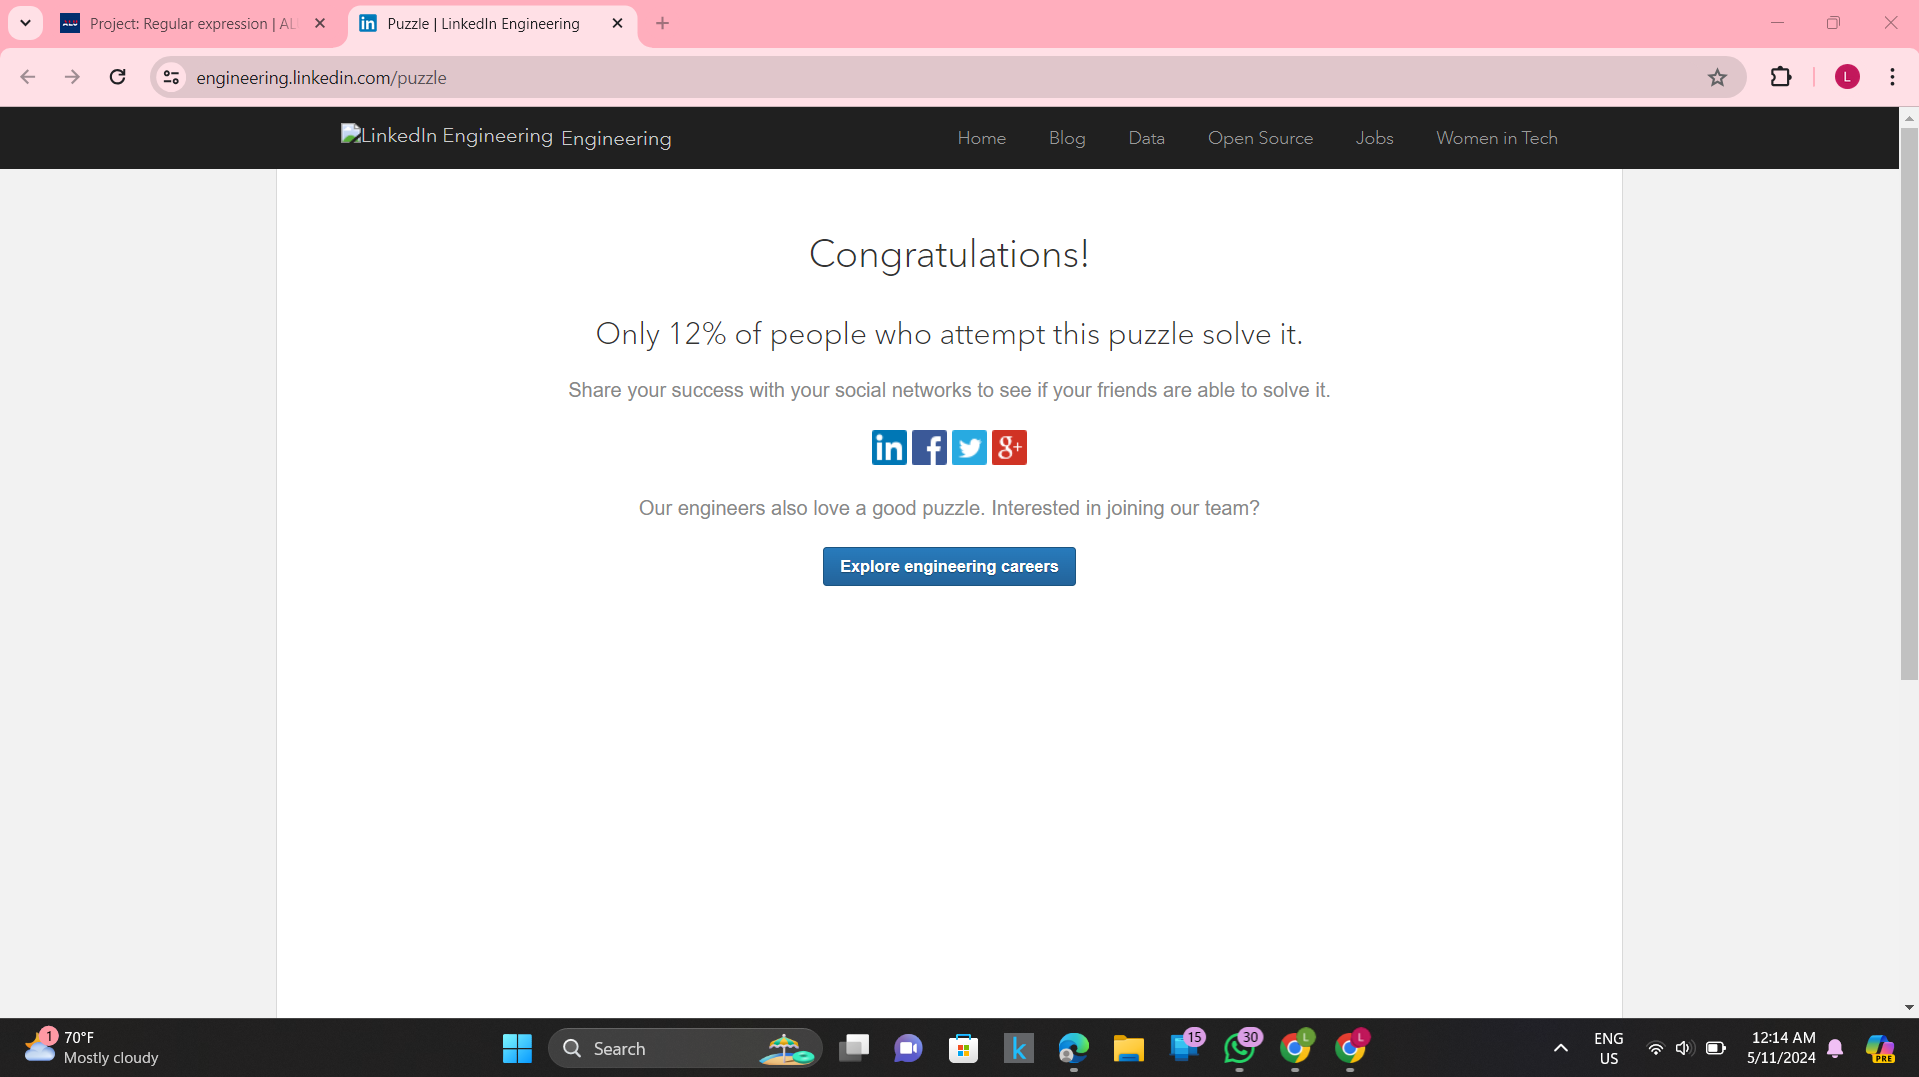 Project: Regular expression | AL
Puzzle | LinkedIn Engineering
engineering.linkedin.com/puzzle
L
LinkedIn Engineering Engineering
Home Blog Data Open Source Jobs Women in Tech
Congratulations!
Only 12% of people who attempt this puzzle solve it.
Share your success with your social networks to see if your friends are able to solve it.
in f g+
Our engineers also love a good puzzle. Interested in joining our team?
Explore engineering careers
1 70°F
Mostly cloudy
Search
k
15
30
L
L
ENG
US
12:14 AM
5/11/2024
PRE